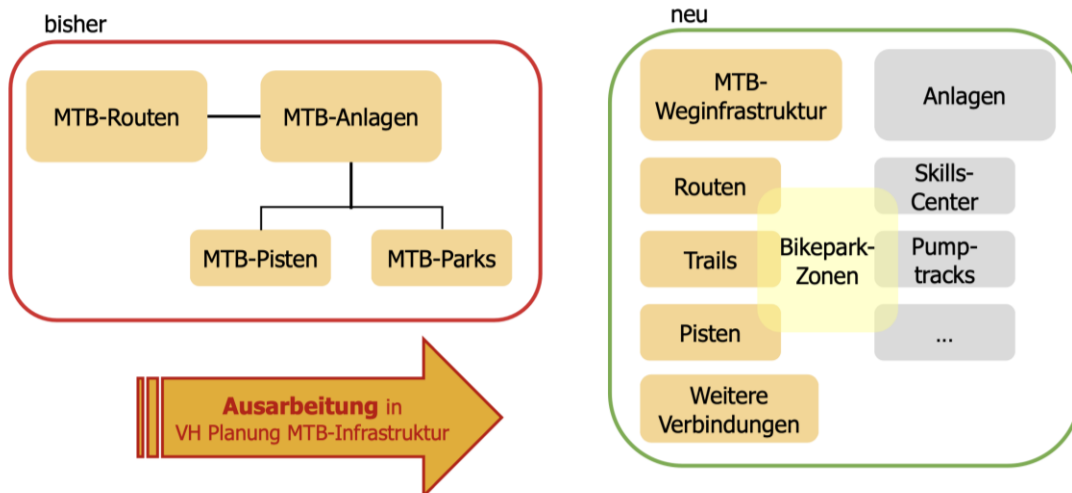 bisher
MTB-Routen
MTB-Anlagen
MTB-Pisten
MTB-Parks
Ausarbeitung in
VH Planung MTB-Infrastruktur
neu
MTB-
Weginfrastruktur
Anlagen
Routen
Skills-
Center
Trails
Bikepark-
Zonen
Pump-
tracks
Pisten
...
Weitere
Verbindungen